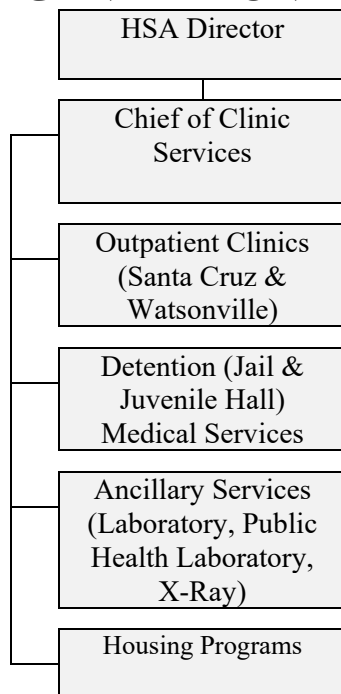 HSA Director
Chief of Clinic
Services
Outpatient Clinics
(Santa Cruz &
Watsonville)
Detention (Jail &
Juvenile Hall)
Medical Services
Ancillary Services
(Laboratory, Public
Health Laboratory,
X-Ray)
Housing Programs